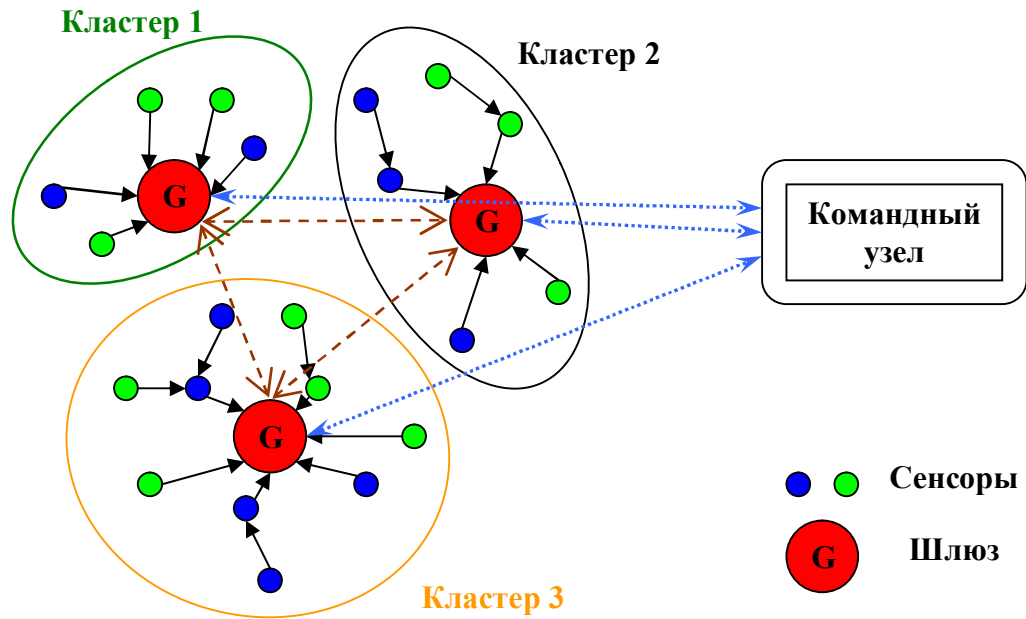 Кластер 1
Кластер 2
G
G
Командный
узел
G
Сенсоры
G
Шлюз
Кластер 3